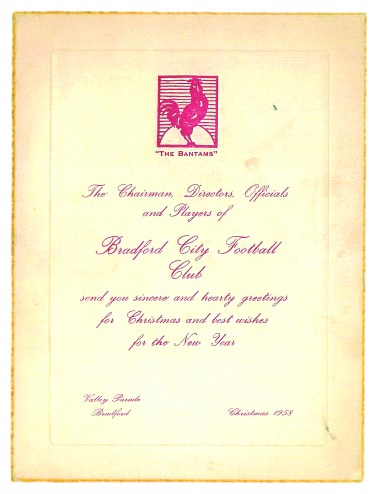 "The Bantams"
The Chairman, Directors, Officials
and Players of
Bradford City Football
Club
send you sincere and hearty greetings
for Christmas and best wishes
for the New Year
Valley Parade
Bradford
Christmas 1958